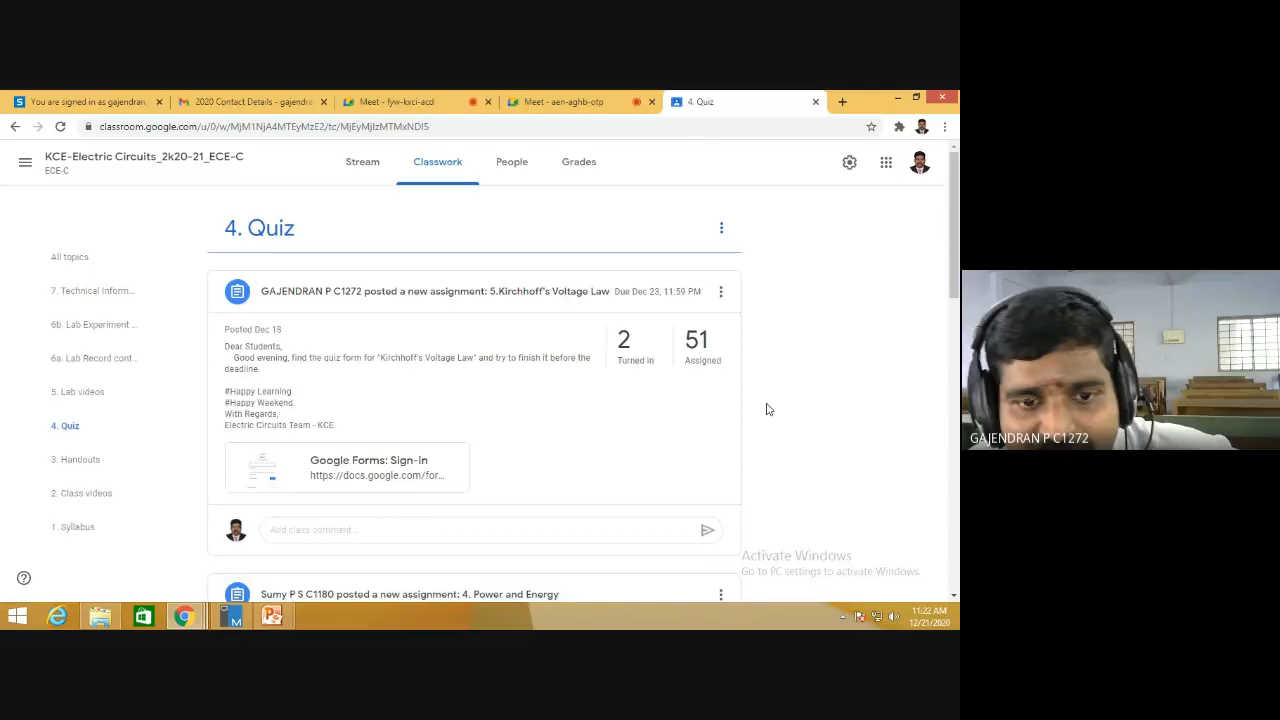 You are signed in as gajendran.
2020 Contact Details - gajendra
Meet - fyw-kxci-acd
Meet - aen-aghb-otp
4. Quiz
classroom.google.com/u/0/w/MjM1NjA4MTEyMzE2/tc/MjEyMjIzMTMxNDI5
KCE-Electric Circuits_2k20-21_ECE-C
ECE-C
Stream
Classwork
People
Grades
4. Quiz
All topics
7. Technical Inform...
6b. Lab Experiment ...
6a. Lab Record cont...
5. Lab videos
4. Quiz
3. Handouts
2. Class videos
1. Syllabus
GAJENDRAN P C1272 posted a new assignment: 5.Kirchhoff's Voltage Law
Due Dec 23, 11:59 PM
Posted Dec 18
Dear Students,
Good evening, find the quiz form for "Kirchhoff's Voltage Law" and try to finish it before the
deadline.
#Happy Learning.
#Happy Weekend.
With Regards,
Electric Circuits Team - KCE.
2
Turned in
51
Assigned
Google Forms: Sign-in
https://docs.google.com/for...
Add class comment...
Sumy P S C1180 posted a new assignment: 4. Power and Energy
Activate Windows
Go to PC settings to activate Windows.
11:22 AM
12/21/2020
GAJENDRAN P C1272